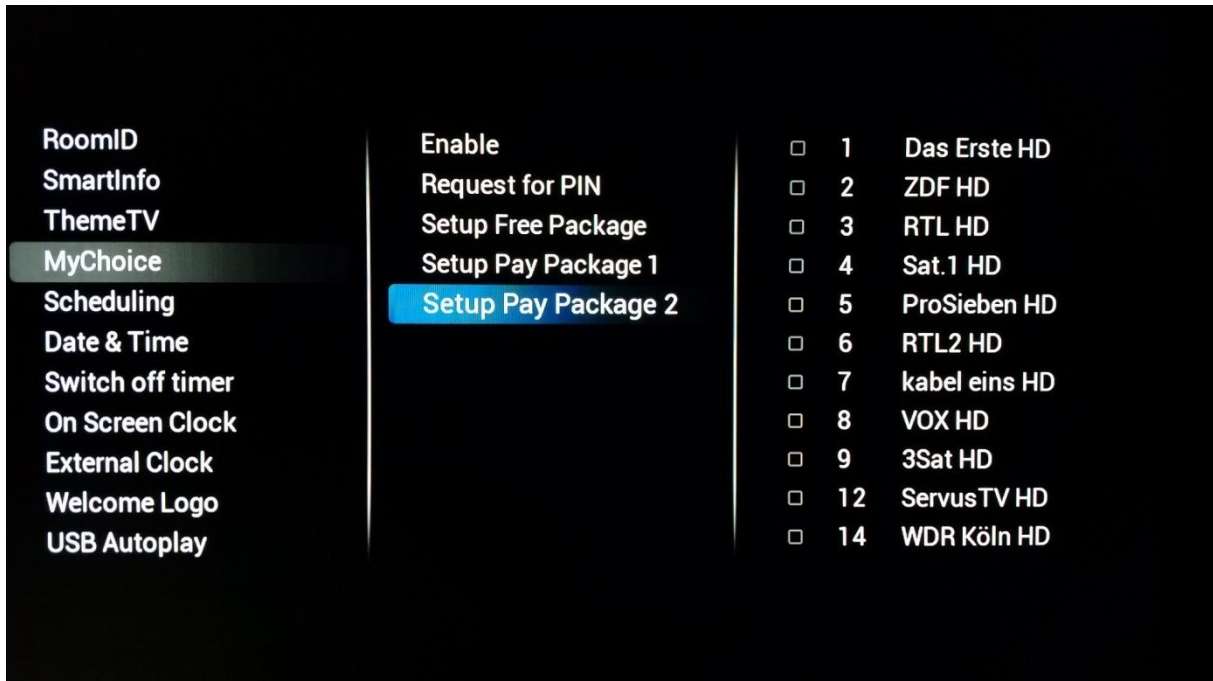 RoomID
SmartInfo
ThemeTV
MyChoice
Scheduling
Date & Time
Switch off timer
On Screen Clock
External Clock
Welcome Logo
USB Autoplay
Enable
Request for PIN
Setup Free Package
Setup Pay Package 1
Setup Pay Package 2
1 Das Erste HD
2 ZDF HD
3 RTL HD
4 Sat.1 HD
5 ProSieben HD
6 RTL2 HD
7 kabel eins HD
8 VOX HD
9 3Sat HD
12 ServusTV HD
14 WDR Köln HD